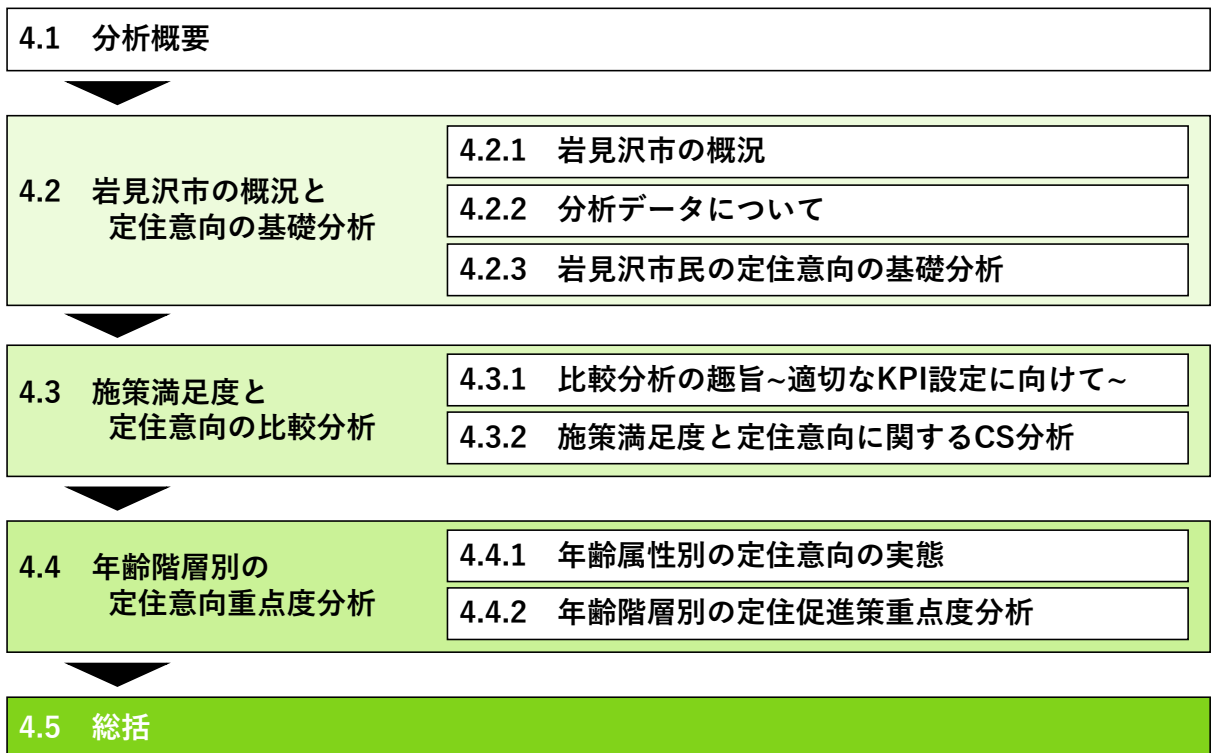 4.1 分析概要
4.2 岩見沢市の概況と
定住意向の基礎分析
4.2.1 岩見沢市の概況
4.2.2 分析データについて
4.2.3 岩見沢市民の定住意向の基礎分析
4.3 施策満足度と
定住意向の比較分析
4.3.1 比較分析の趣旨~適切なKPI設定に向けて~
4.3.2 施策満足度と定住意向に関するCS分析
4.4 年齢階層別の
定住意向重点度分析
4.4.1 年齢属性別の定住意向の実態
4.4.2 年齢階層別の定住促進策重点度分析
4.5 総括